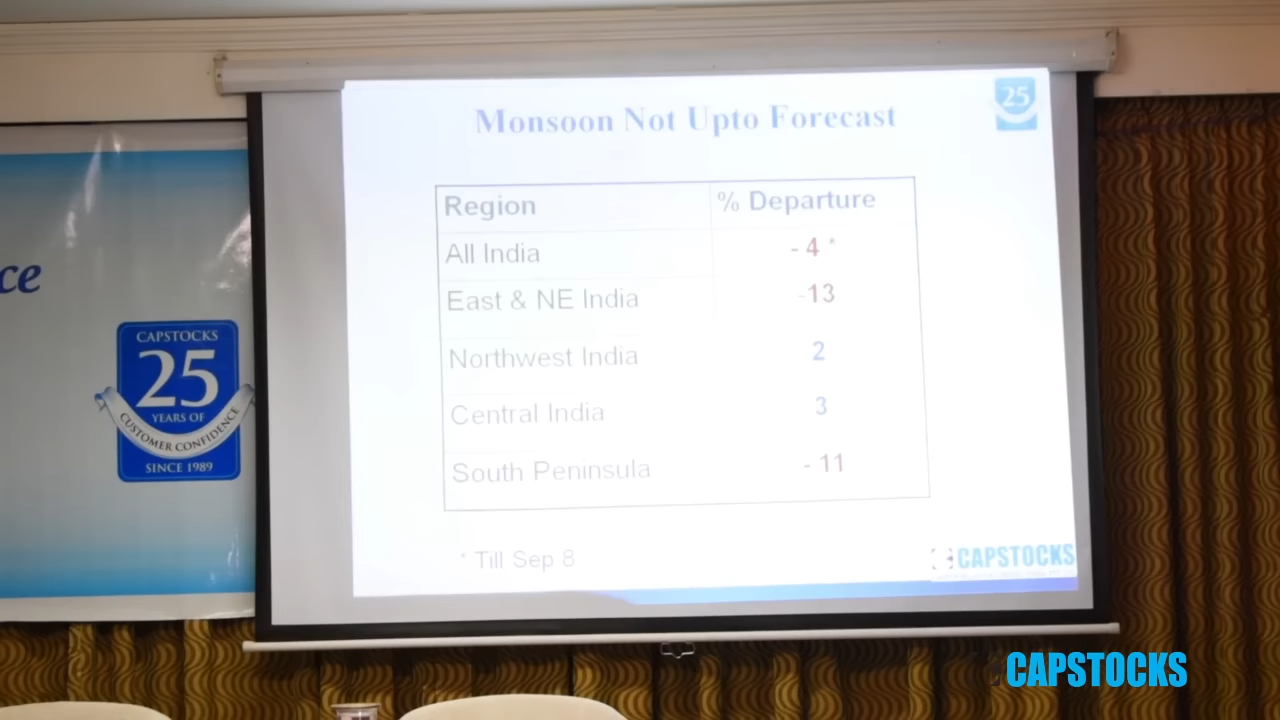 Monsoon Not Upto Forecast
25
Region % Departure
All India - 4 *
East & NE India -13
Northwest India 2
Central India 3
South Peninsula - 11
* Till Sep 8
CAPSTOCKS
ce
CAPSTOCKS
25
YEARS OF
CUSTOMER CONFIDENCE
SINCE 1989
CAPSTOCKS